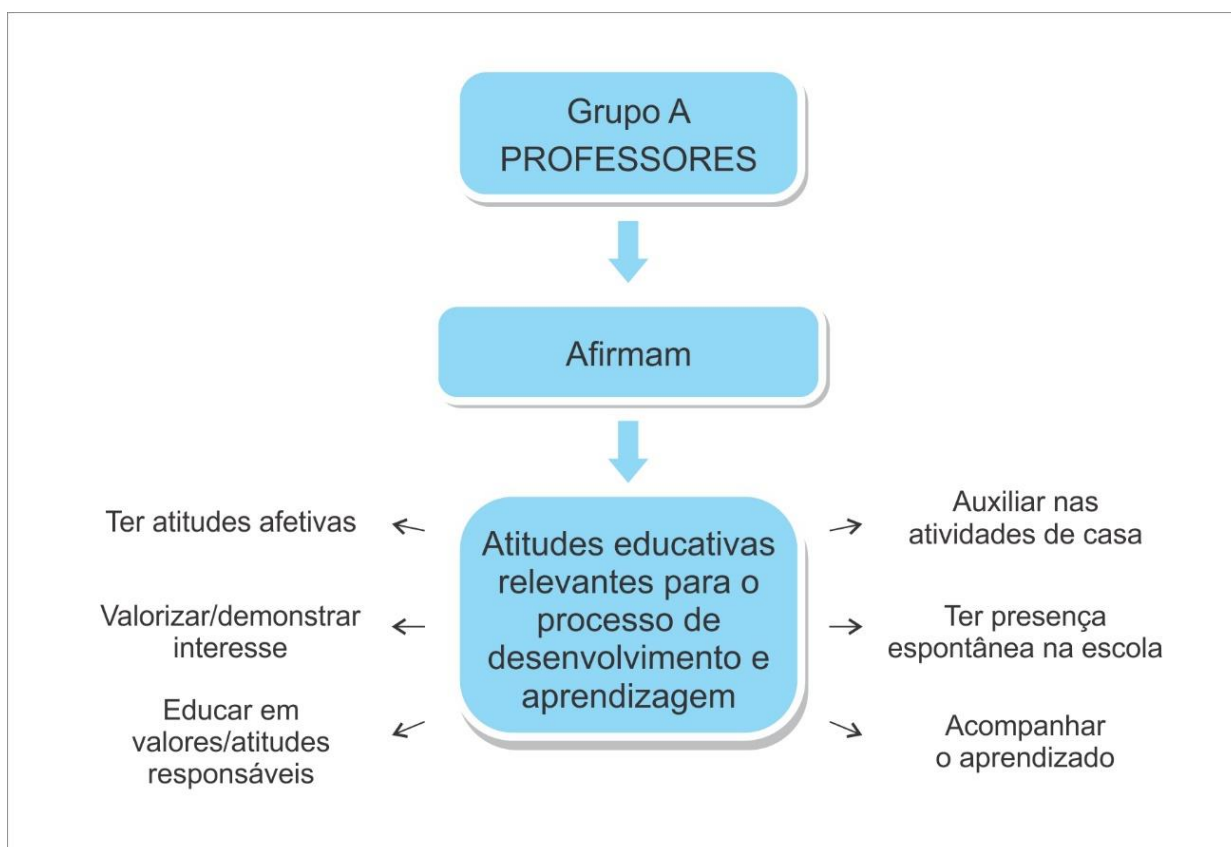 Grupo A
PROFESSORES
Afirmam
Atitudes educativas
relevantes para o
processo de
desenvolvimento e
aprendizagem
Ter atitudes afetivas
Valorizar/demonstrar
interesse
Educar em
valores/atitudes
responsáveis
Auxiliar nas
atividades de casa
Ter presença
espontânea na escola
Acompanhar
o aprendizado